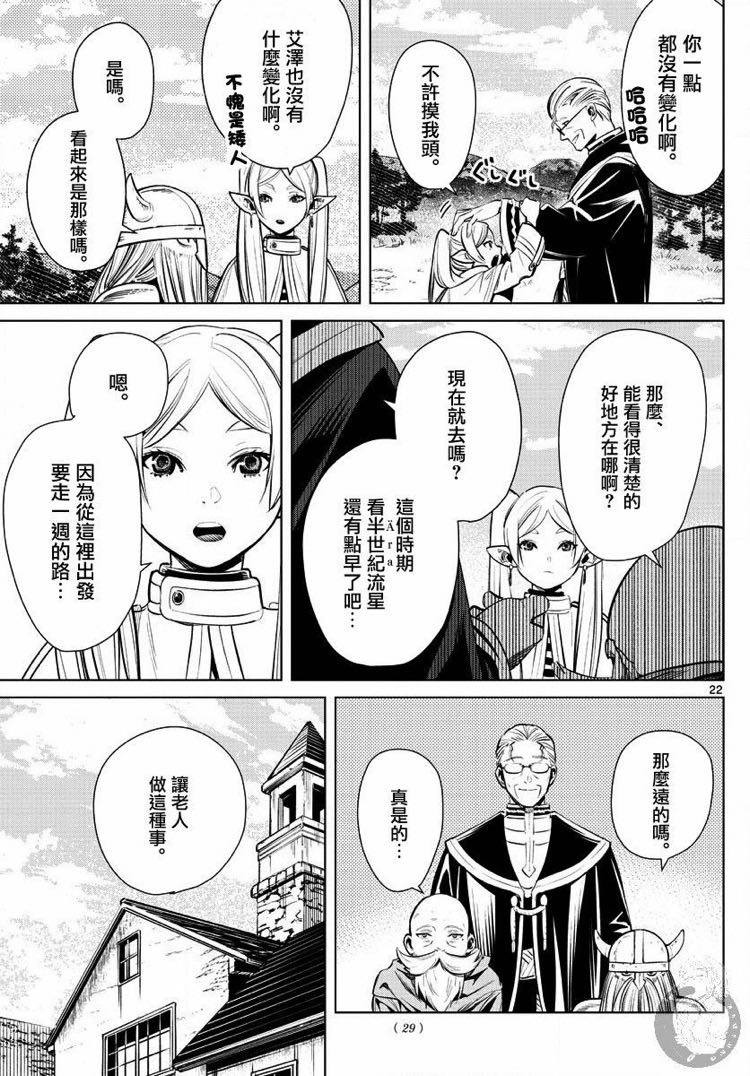 你一點
都沒有變化啊。
哈哈哈
不許摸我頭。
ぐしぐし
艾澤也沒有
什麼變化啊。
不愧是矮人
是嗎。
看起來是那樣嗎。
那麼、
能看得很清楚的
好地方在哪啊?
現在就去嗎?
這個時期
看半世紀流星
Ära
還有點早了吧…
嗯。
因為從這裡出發
要走一週的路…
22
那麼遠的嗎。
真是的…
讓老人
做這種事。
(29)